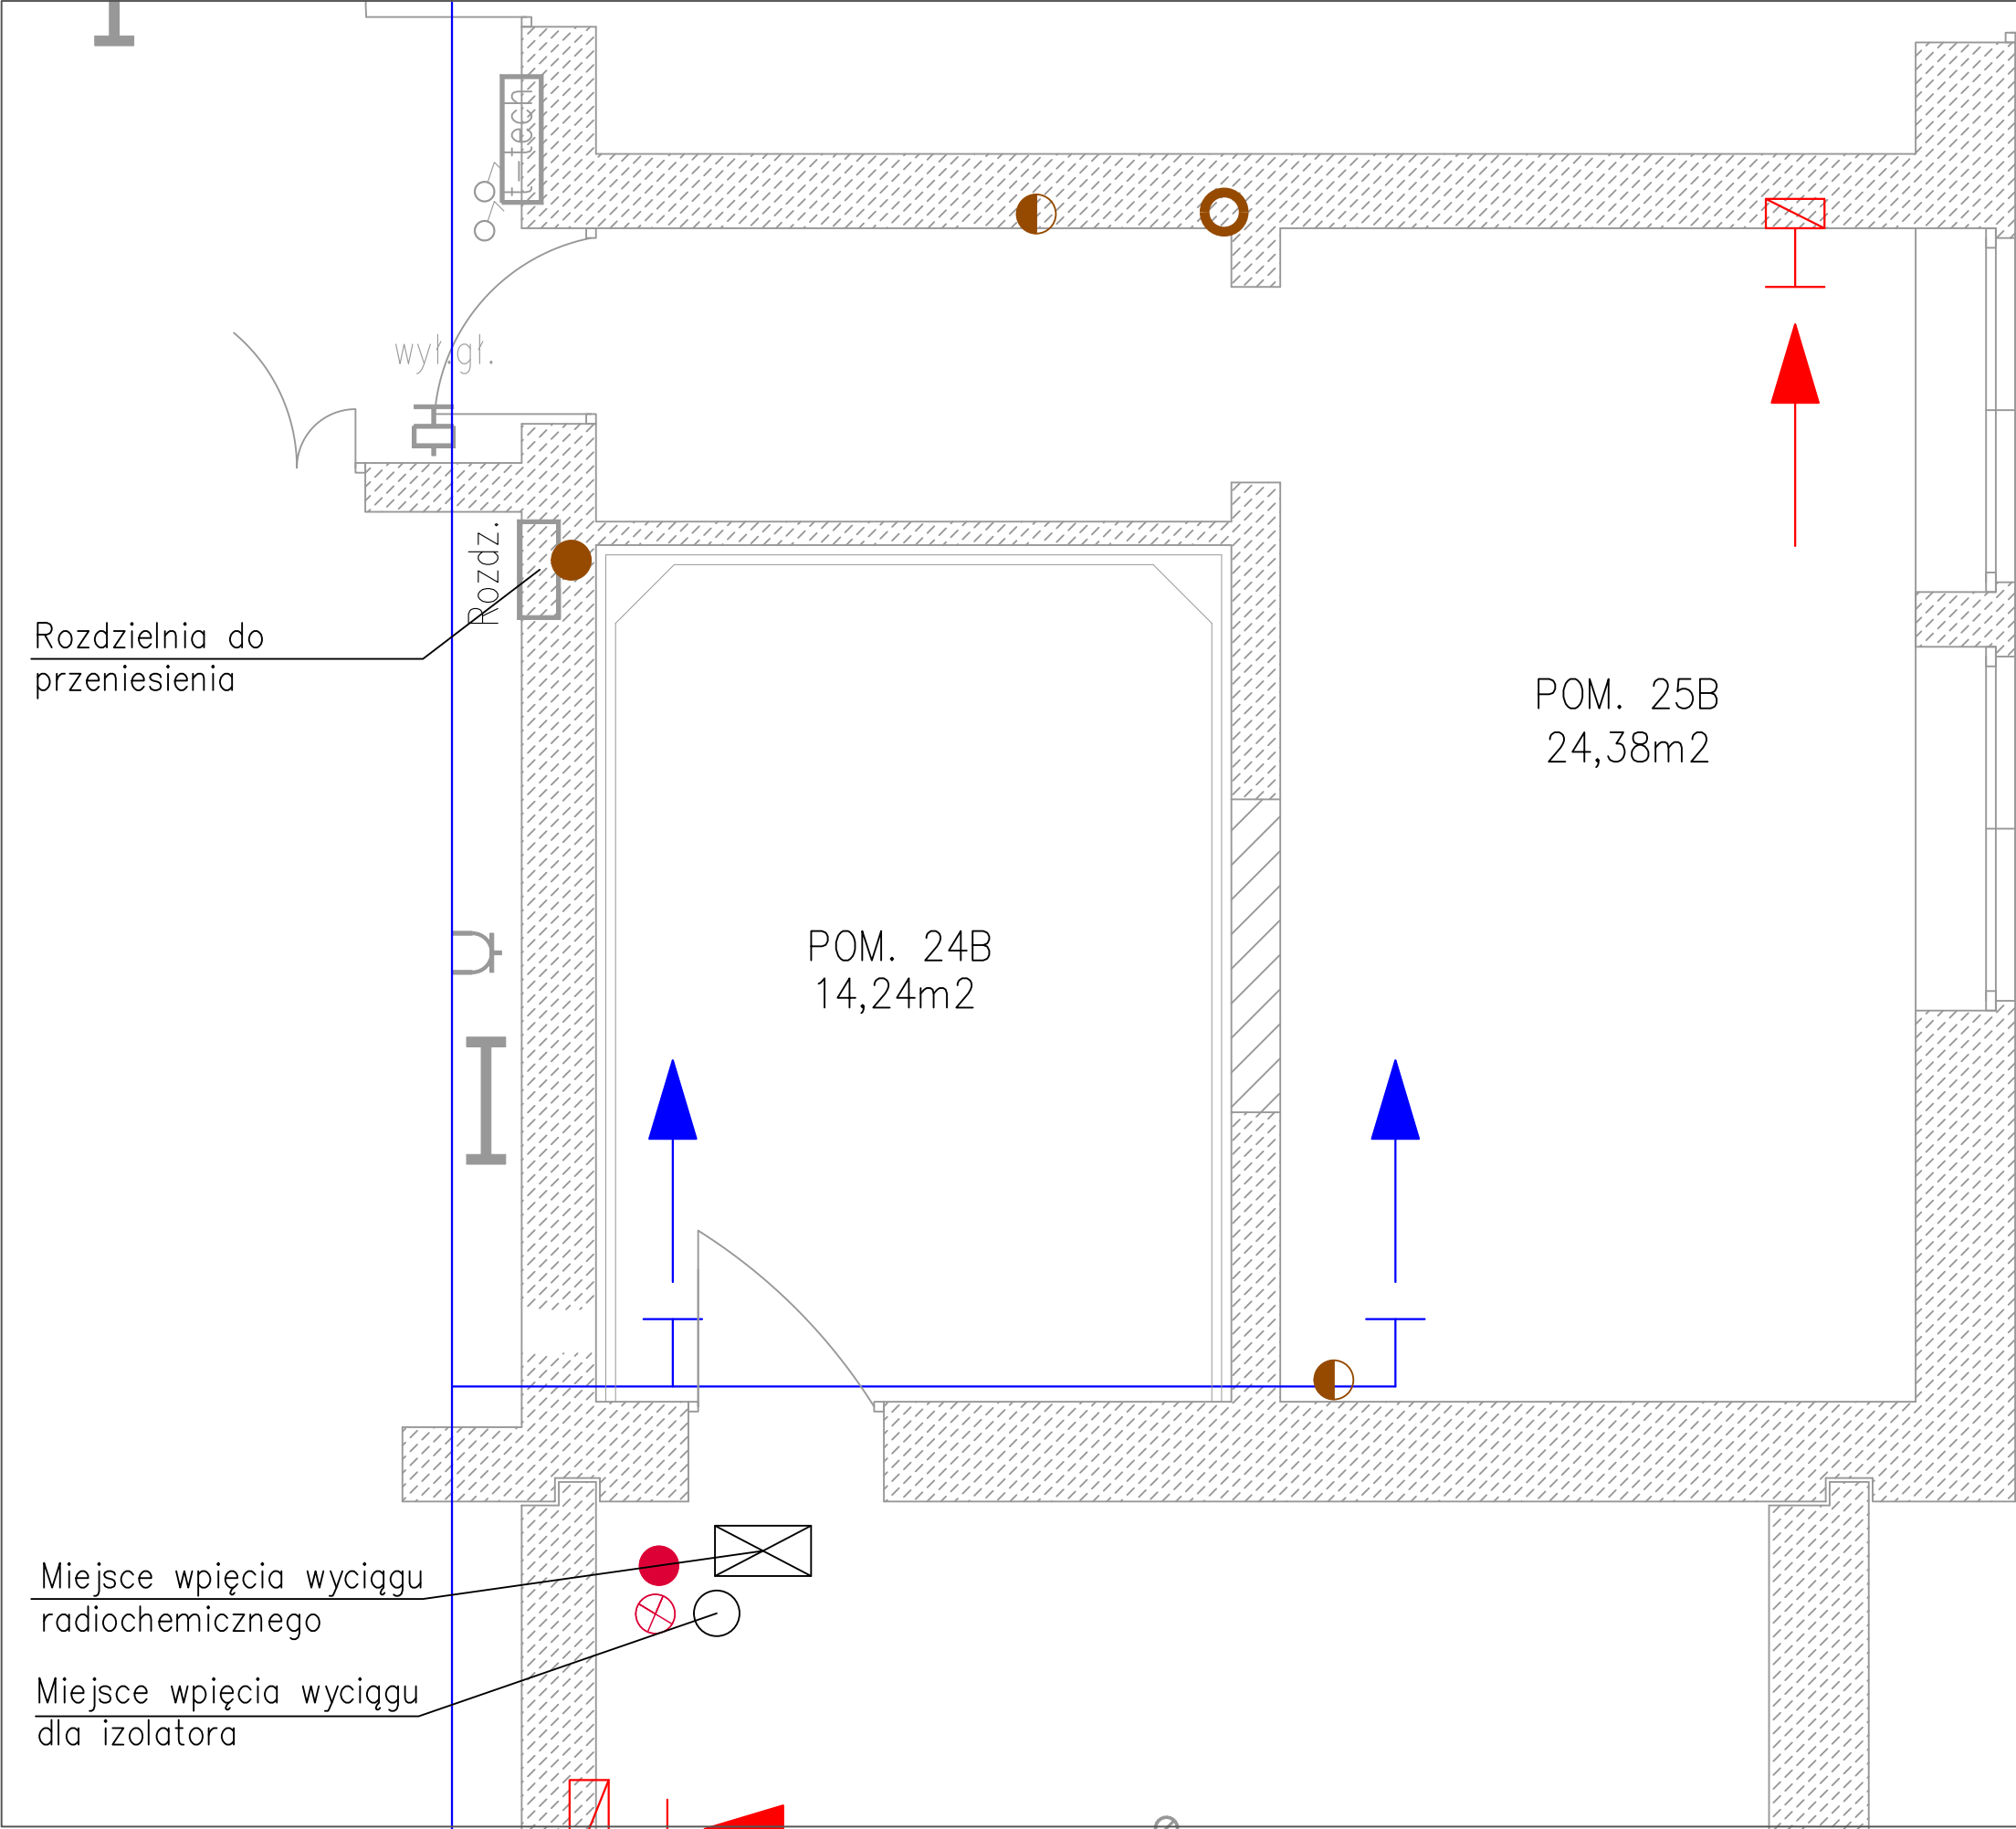 t-tech
wył.gł.
Rozdz.
Rozdzielnia do
przeniesienia
POM. 25B
24,38m2
POM. 24B
14,24m2
Miejsce wpięcia wyciągu
radiochemicznego
Miejsce wpięcia wyciągu
dla izolatora